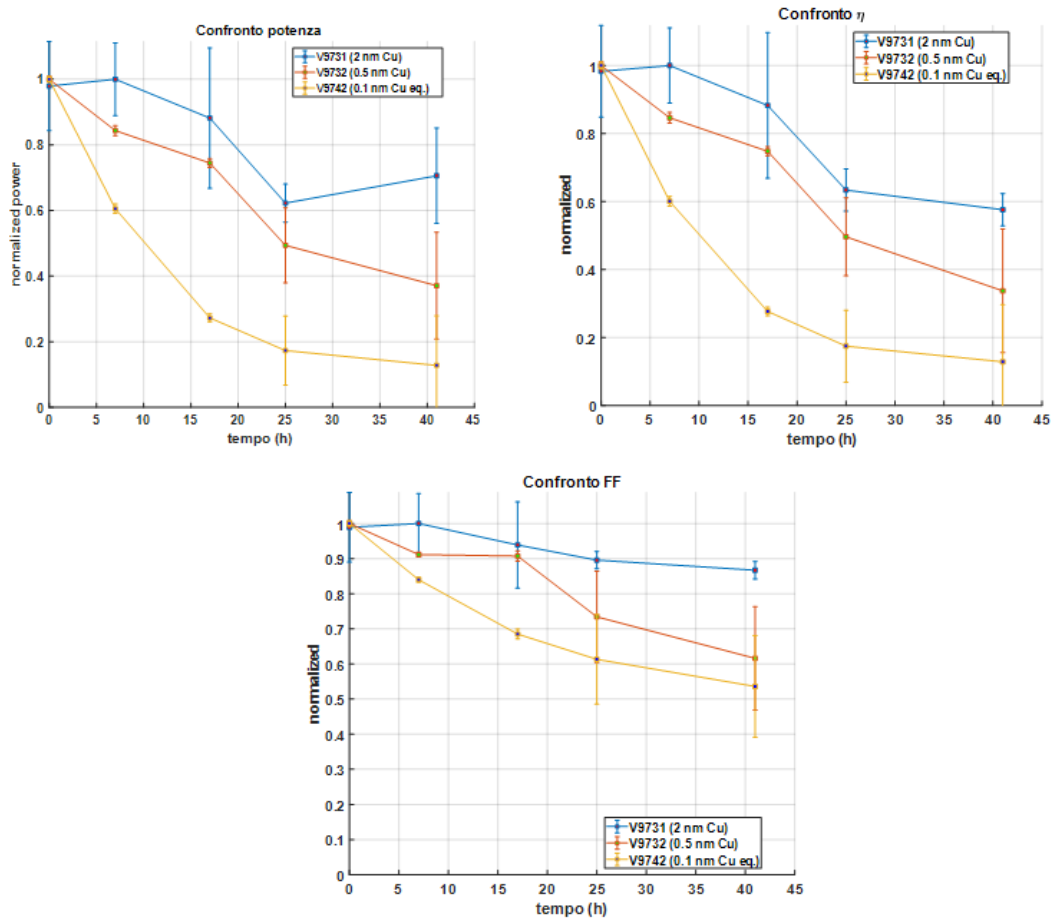 Confronto potenza
V9731 (2 nm Cu)
V9732 (0.5 nm Cu)
V9742 (0.1 nm Cu eq.)
normalized power
1
0.8
0.6
0.4
0.2
0
0 5 10 15 20 25 30 35 40 45
tempo (h)
Confronto η
V9731 (2 nm Cu)
V9732 (0.5 nm Cu)
V9742 (0.1 nm Cu eq.)
normalized
1
0.8
0.6
0.4
0.2
0
0 5 10 15 20 25 30 35 40 45
tempo (h)
Confronto FF
normalized
1
0.9
0.8
0.7
0.6
0.5
0.4
0.3
0.2
0.1
0
V9731 (2 nm Cu)
V9732 (0.5 nm Cu)
V9742 (0.1 nm Cu eq.)
0 5 10 15 20 25 30 35 40 45
tempo (h)